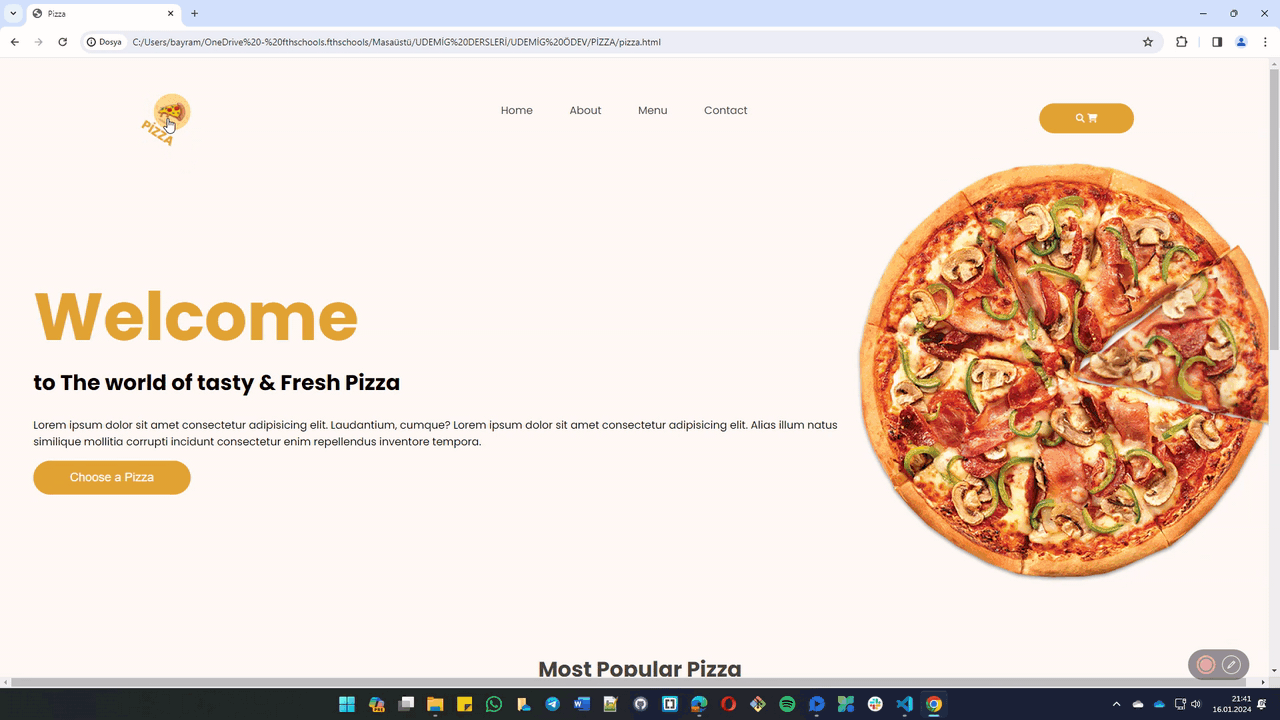 Pizza
Dosya
C:/Users/bayram/OneDrive%20-%20fthschools.fthschools/Masaüstü/UDEMİG%20DERSLERİ/UDEMİG%20ÖDEV/PİZZA/pizza.html
PİZZA
Home
About
Menu
Contact
Welcome
to The world of tasty & Fresh Pizza
Lorem ipsum dolor sit amet consectetur adipisicing elit. Laudantium, cumque? Lorem ipsum dolor sit amet consectetur adipisicing elit. Alias illum natus
similique mollitia corrupti incidunt consectetur enim repellendus inventore tempora.
Choose a Pizza
Most Popular Pizza
21:41
16.01.2024